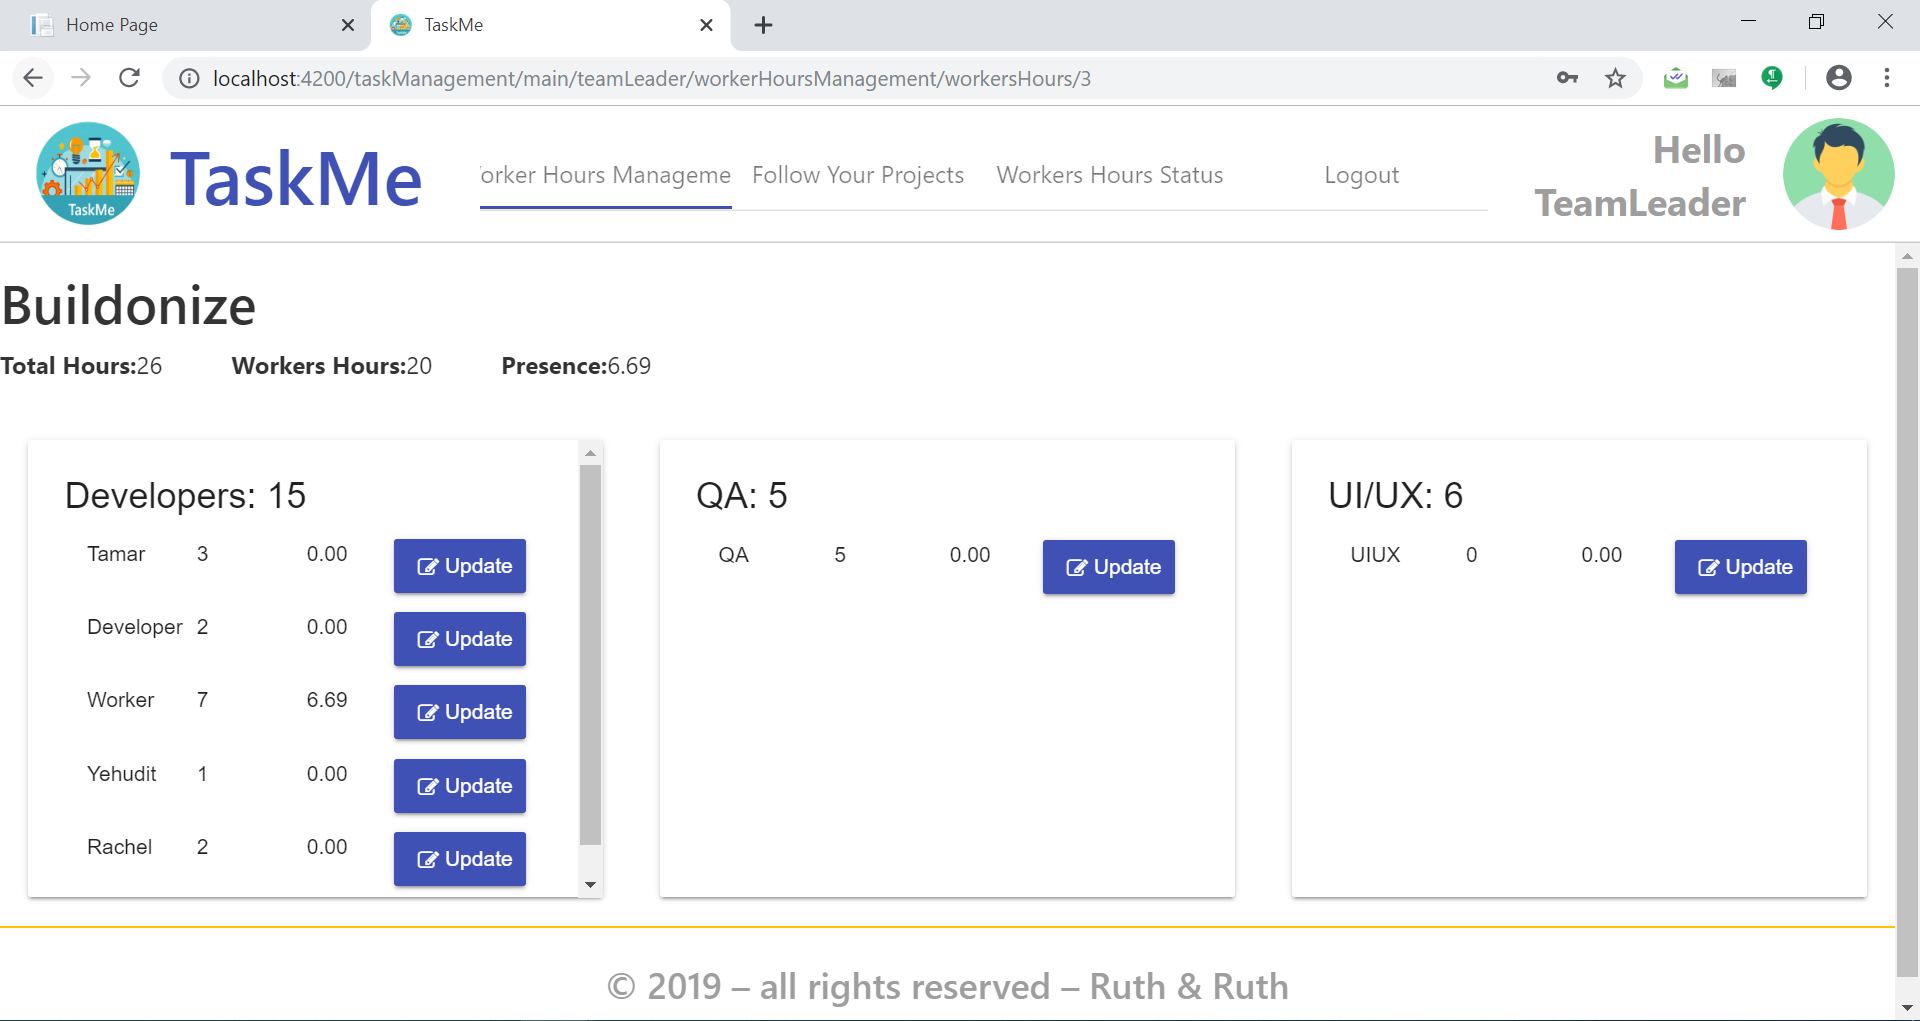 Home Page
TaskMe
localhost:4200/taskManagement/main/teamLeader/workerHoursManagement/workersHours/3
TaskMe
TaskMe
orker Hours Manageme
Follow Your Projects
Workers Hours Status
Logout
Hello
TeamLeader
Buildonize
Total Hours:26 Workers Hours:20 Presence:6.69
Developers: 15
Tamar 3 0.00 Update
Developer 2 0.00 Update
Worker 7 6.69 Update
Yehudit 1 0.00 Update
Rachel 2 0.00 Update
QA: 5
QA 5 0.00 Update
UI/UX: 6
UIUX 0 0.00 Update
© 2019 – all rights reserved – Ruth & Ruth